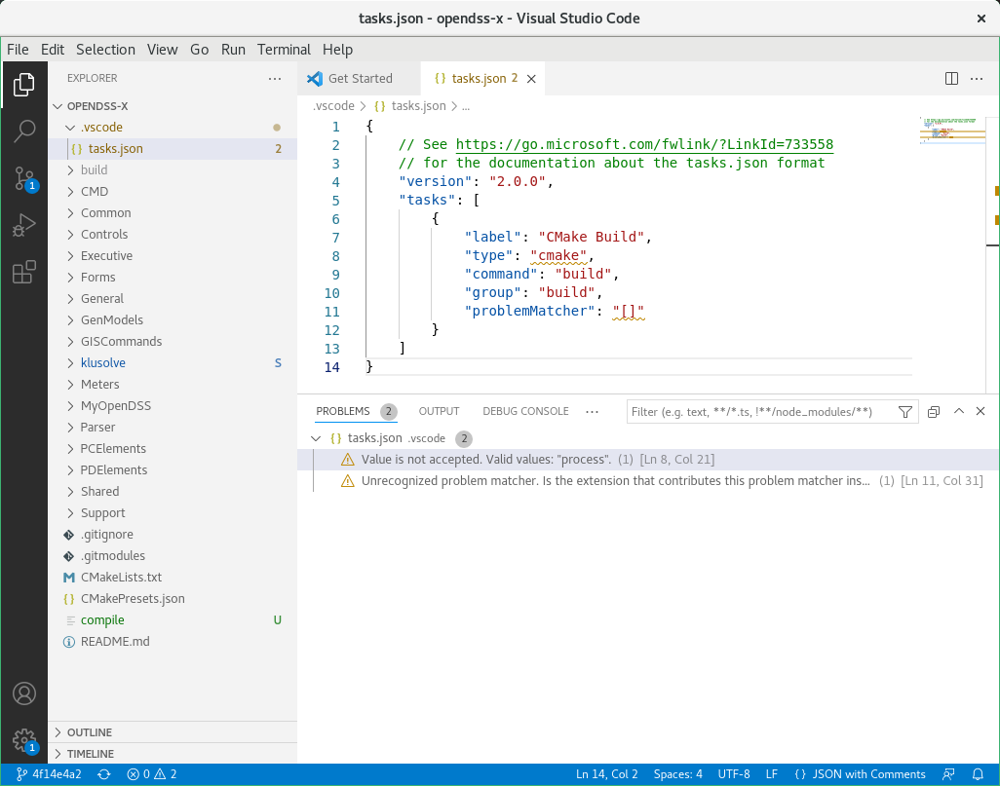 tasks.json - opendss-x - Visual Studio Code
File Edit Selection View Go Run Terminal Help
EXPLORER
OPENDSS-X
.vscode
{} tasks.json 2
build
CMD
Common
Controls
Executive
Forms
General
GenModels
GISCommands
klusolve S
Meters
MyOpenDSS
Parser
PCElements
PDElements
Shared
Support
.gitignore
.gitmodules
CMakeLists.txt
{} CMakePresets.json
compile U
README.md
OUTLINE
TIMELINE
1
1
Get Started
{} tasks.json 2
.vscode > {} tasks.json > ...
1 {
2 // See https://go.microsoft.com/fwlink/?LinkId=733558
3 // for the documentation about the tasks.json format
4 "version": "2.0.0",
5 "tasks": [
6 {
7 "label": "CMake Build",
8 "type": "cmake",
9 "command": "build",
10 "group": "build",
11 "problemMatcher": "[]"
12 }
13 ]
14 }
PROBLEMS 2 OUTPUT DEBUG CONSOLE ... Filter (e.g. text, **/*.ts, !**/node_modules/**)
{} tasks.json .vscode 2
Value is not accepted. Valid values: "process". (1) [Ln 8, Col 21]
Unrecognized problem matcher. Is the extension that contributes this problem matcher ins... (1) [Ln 11, Col 31]
4f14e4a2 0 2 Ln 14, Col 2 Spaces: 4 UTF-8 LF {} JSON with Comments